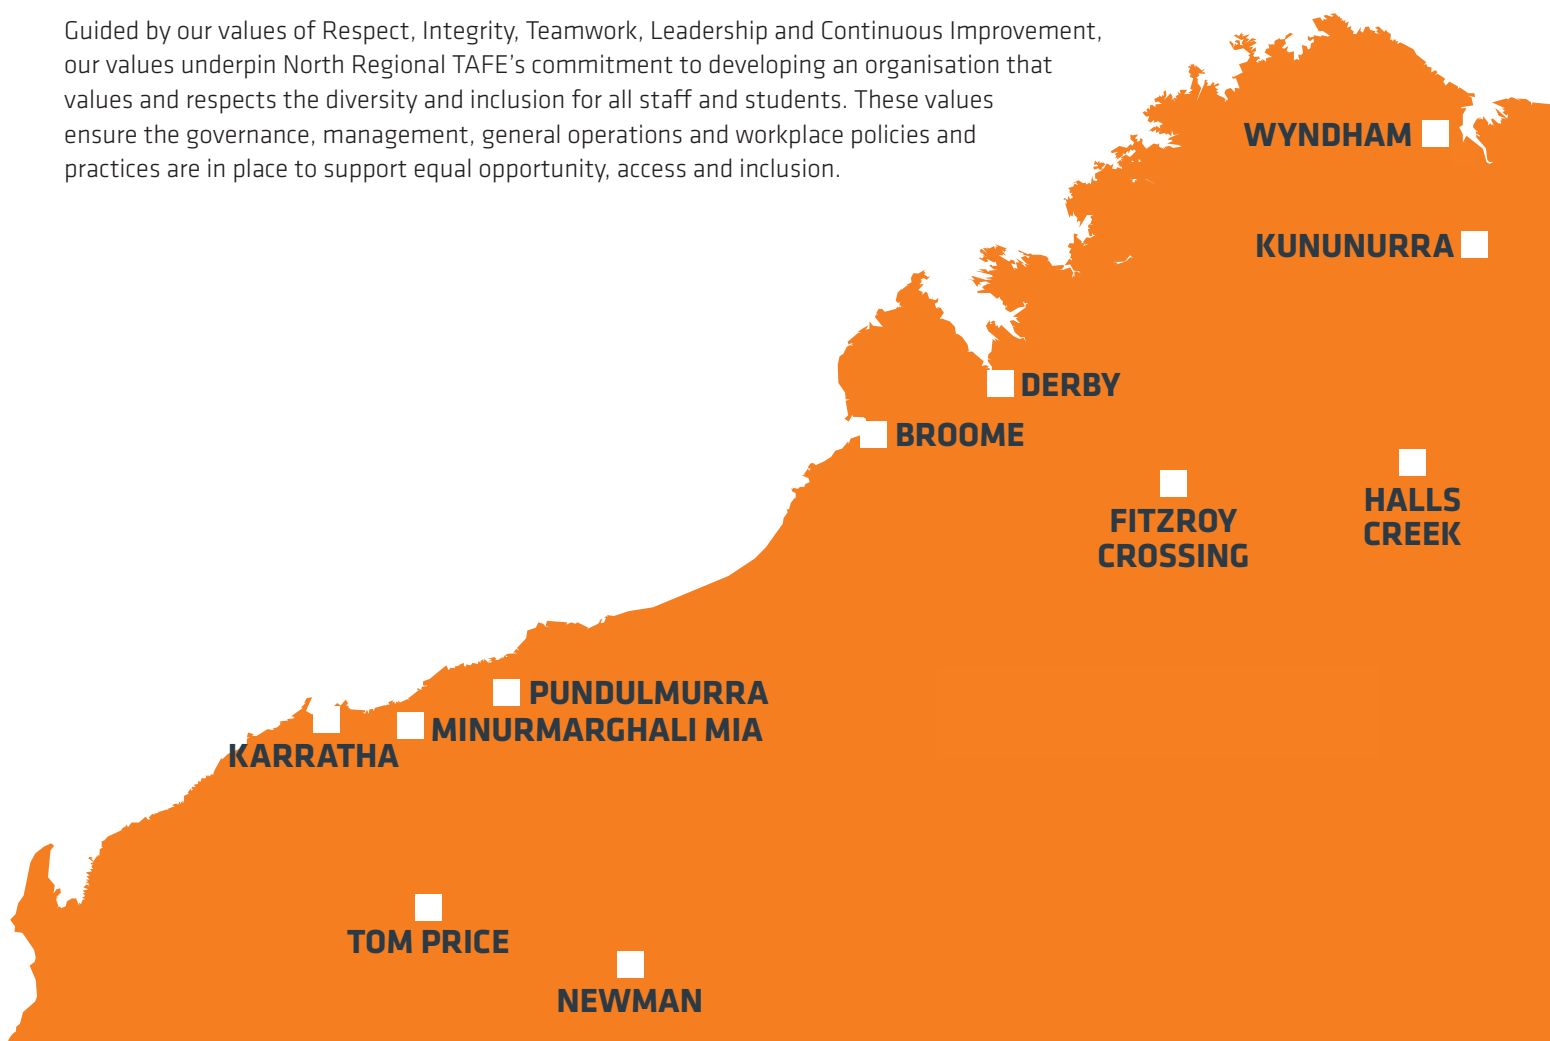 Guided by our values of Respect, Integrity, Teamwork, Leadership and Continuous Improvement,
our values underpin North Regional TAFE's commitment to developing an organisation that
values and respects the diversity and inclusion for all staff and students. These values
ensure the governance, management, general operations and workplace policies and
practices are in place to support equal opportunity, access and inclusion.
WYNDHAM
KUNUNURRA
DERBY
BROOME
HALLS
CREEK
FITZROY
CROSSING
PUNDULMURRA
MINURMARGHALI MIA
KARRATHA
TOM PRICE
NEWMAN